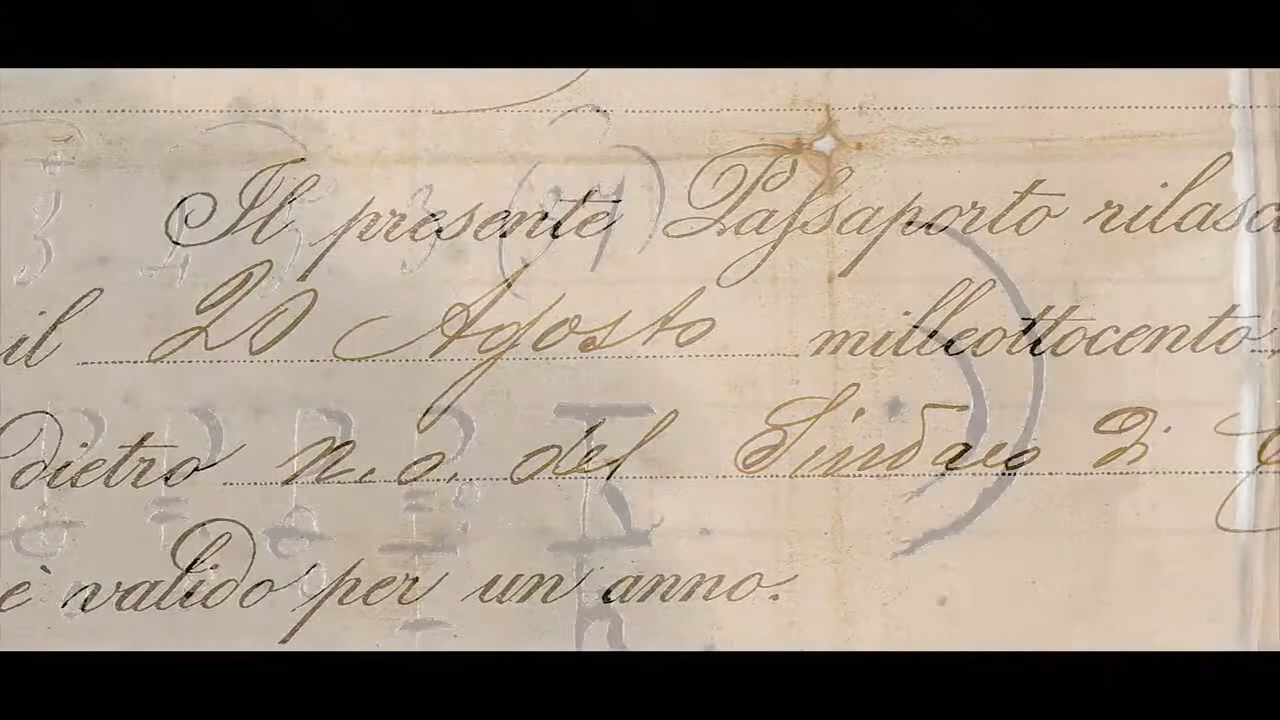 Il presente Passaporto rilasc
il 20 Agosto milleottocento
dietro n. o. del Sindaco di
è valido per un anno.